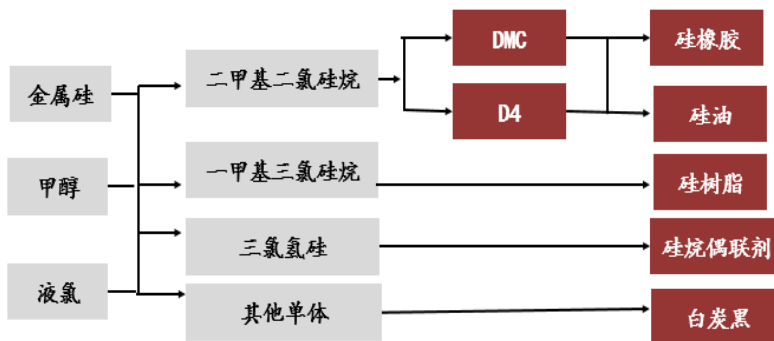 金属硅
甲醇
液氯
二甲基二氯硅烷
一甲基三氯硅烷
三氯氢硅
其他单体
DMC
D4
硅橡胶
硅油
硅树脂
硅烷偶联剂
白炭黑